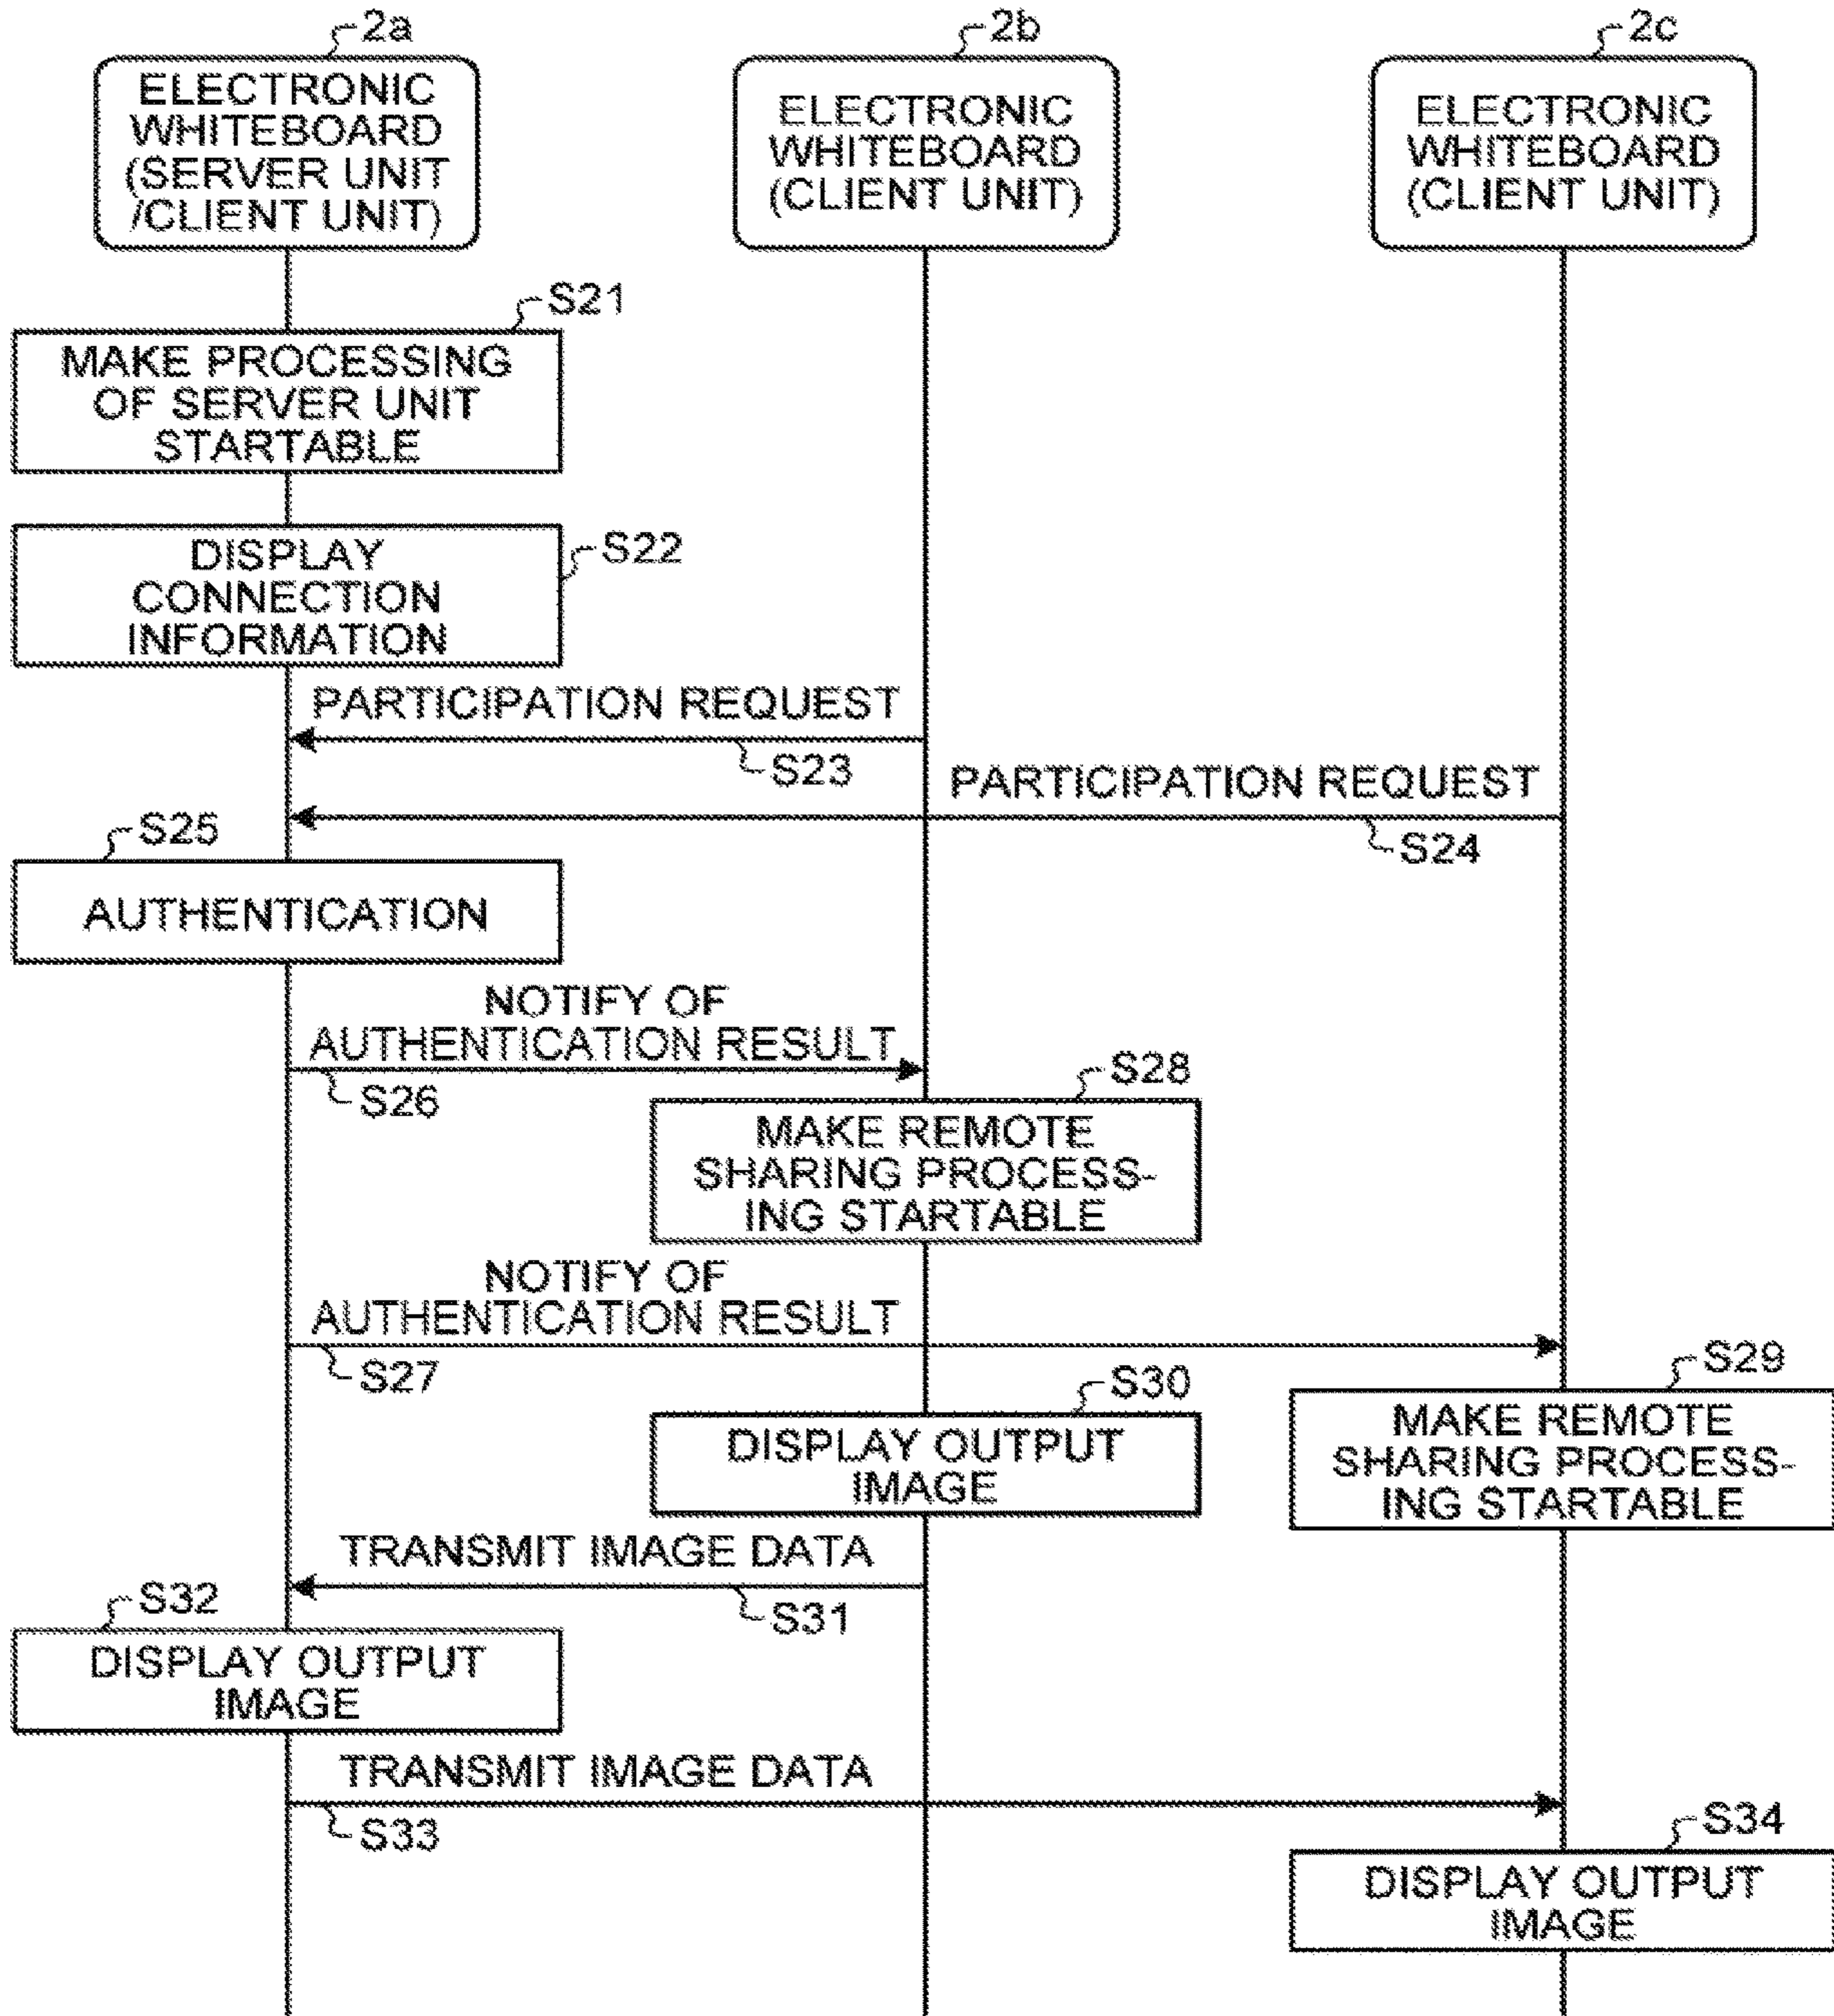 2a
2b
2c
ELECTRONIC
WHITEBOARD
(SERVER UNIT
/CLIENT UNIT)
ELECTRONIC
WHITEBOARD
(CLIENT UNIT)
ELECTRONIC
WHITEBOARD
(CLIENT UNIT)
S21
MAKE PROCESSING
OF SERVER UNIT
STARTABLE
S22
DISPLAY
CONNECTION
INFORMATION
PARTICIPATION REQUEST
S23
PARTICIPATION REQUEST
S24
S25
AUTHENTICATION
NOTIFY OF
AUTHENTICATION RESULT
S26
S28
MAKE REMOTE
SHARING PROCESS-
ING STARTABLE
NOTIFY OF
AUTHENTICATION RESULT
S27
S29
MAKE REMOTE
SHARING PROCESS-
ING STARTABLE
S30
DISPLAY OUTPUT
IMAGE
TRANSMIT IMAGE DATA
S31
S32
DISPLAY OUTPUT
IMAGE
TRANSMIT IMAGE DATA
S33
S34
DISPLAY OUTPUT
IMAGE